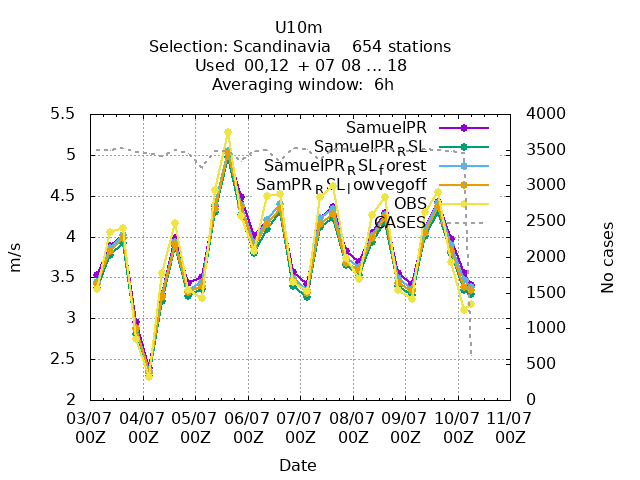 U10m
Selection: Scandinavia 654 stations
Used 00,12 + 07 08 ... 18
Averaging window: 6h
SamuelPR
SamuelPR_RSL
SamuelPR_RSL_forest
SamPR_RSL_lowvegoff
OBS
CASES
5.5
5
4.5
4
3.5
3
2.5
2
m/s
4000
3500
3000
2500
2000
1500
1000
500
0
No cases
03/07 04/07 05/07 06/07 07/07 08/07 09/07 10/07 11/07
00Z 00Z 00Z 00Z 00Z 00Z 00Z 00Z 00Z
Date